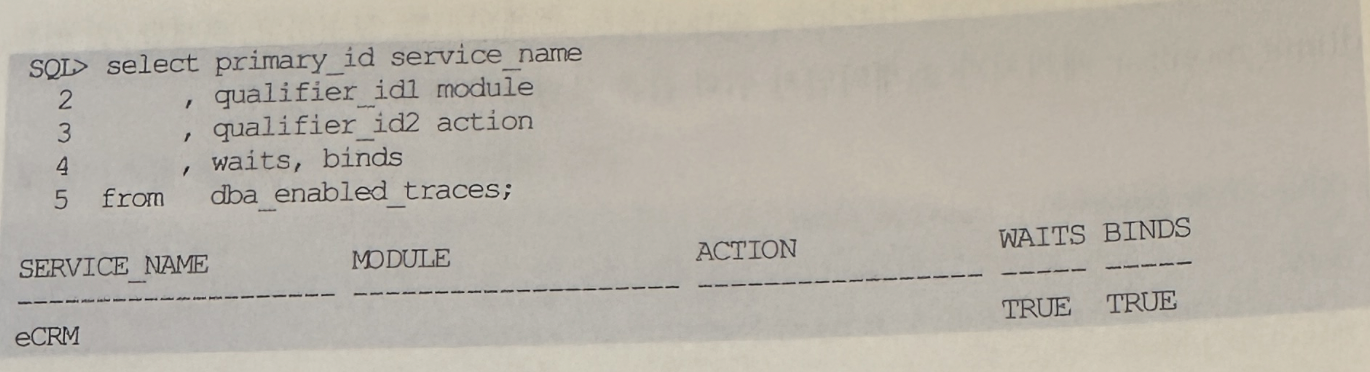 SQL> select primary_id service_name
2 , qualifier_id1 module
3 , qualifier_id2 action
4 , waits, binds
5 from dba_enabled_traces;
SERVICE_NAME MODULE ACTION WAITS BINDS
-------------------- -------------------- ------------------ ----- -----
eCRM TRUE TRUE